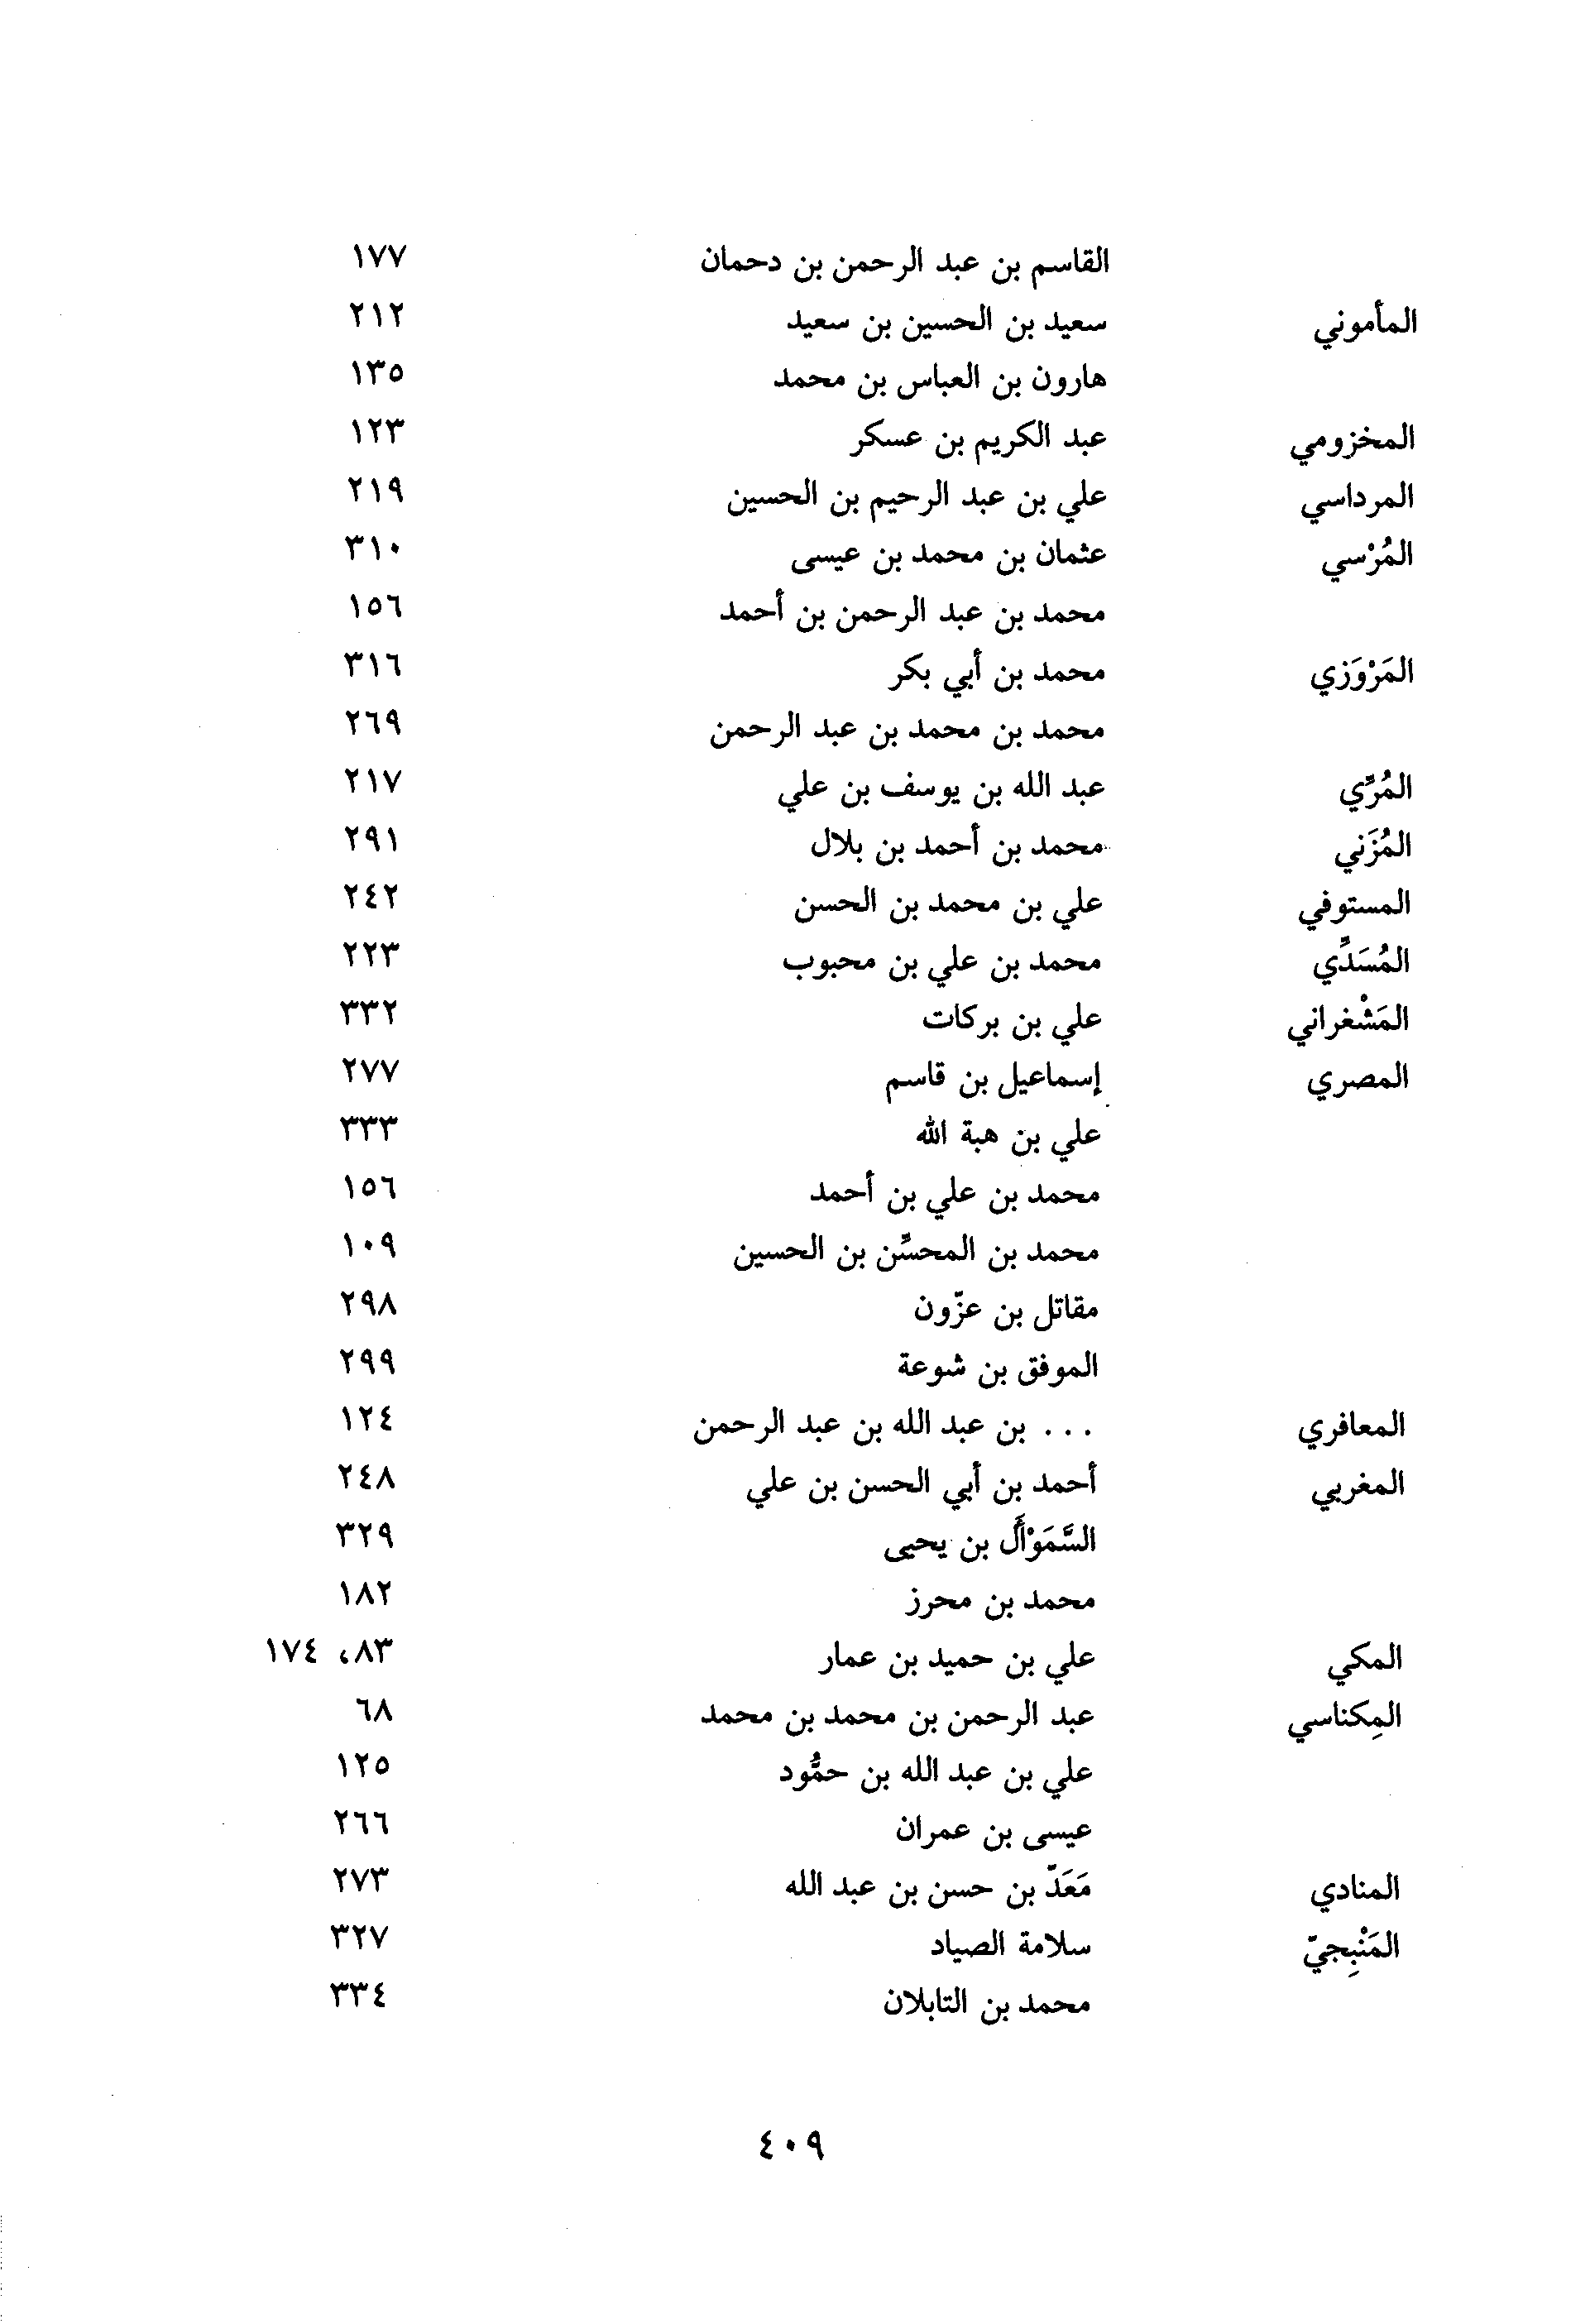 القاسم بن عبد الرحمن بن دحمان ١٧٧
المأموني سعيد بن الحسين بن سعيد ٢١٢
هارون بن العباس بن محمد ١٣٥
المخزومي عبد الكريم بن عسكر ١٢٣
المرداسي علي بن عبد الرحيم بن الحسين ٢١٩
المُرْسي عثمان بن محمد بن عيسى ٣١٠
محمد بن عبد الرحمن بن أحمد ١٥٦
المَرْوَزي محمد بن أبي بكر ٣١٦
محمد بن محمد بن عبد الرحمن ٢٦٩
المُرِّي عبد الله بن يوسف بن علي ٢١٧
المُزَني محمد بن أحمد بن بلال ٢٩١
المستوفي علي بن محمد بن الحسن ٢٤٢
المُسَدِّي محمد بن علي بن محبوب ٢٢٣
المَشْغراني علي بن بركات ٣٣٢
المصري إسماعيل بن قاسم ٢٧٧
علي بن هبة الله ٣٣٣
محمد بن علي بن أحمد ١٥٦
محمد بن المحسِّن بن الحسين ١٠٩
مقاتل بن عزّون ٢٩٨
الموفق بن شوعة ٢٩٩
المعافري . . . بن عبد الله بن عبد الرحمن ١٢٤
المغربي أحمد بن أبي الحسن بن علي ٢٤٨
السَّمَوْأَل بن يحيى ٣٢٩
محمد بن محرز ١٨٢
المكي علي بن حميد بن عمار ٨٣، ١٧٤
المِكناسي عبد الرحمن بن محمد بن محمد ٦٨
علي بن عبد الله بن حمُّود ١٢٥
عيسى بن عمران ٢٦٦
المنادي مَعَدّ بن حسن بن عبد الله ٢٧٣
المَنْبِجيّ سلامة الصياد ٣٢٧
محمد بن التابلان ٣٣٤
٤٠٩